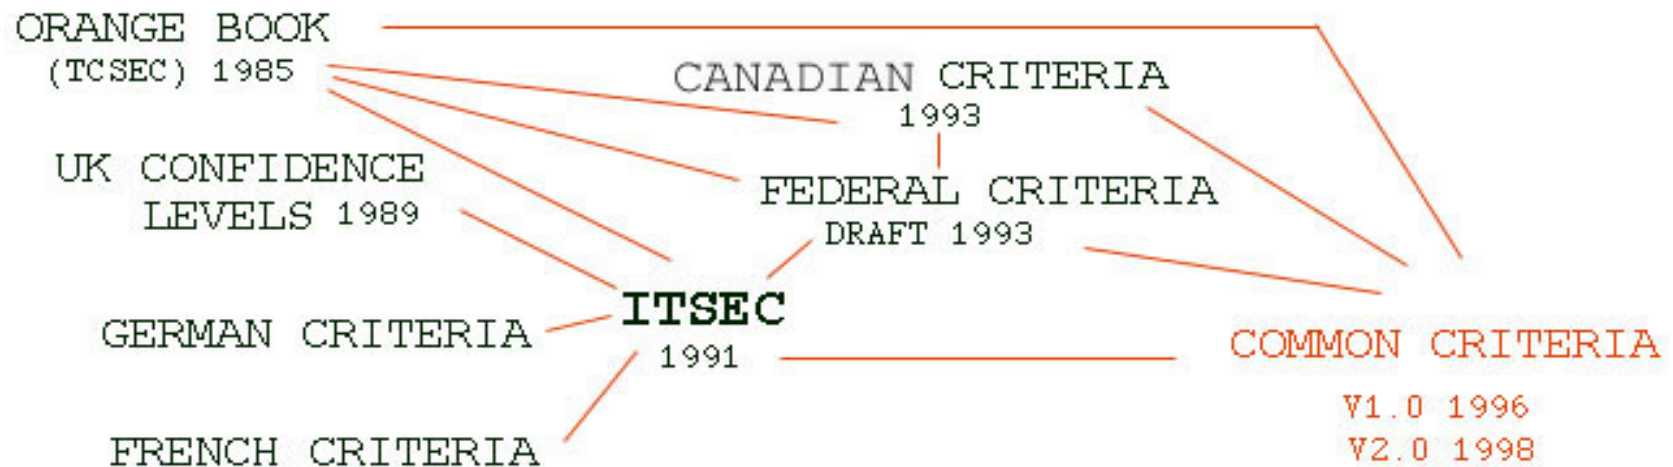 ORANGE BOOK
(TCSEC) 1985
CANADIAN CRITERIA
1993
UK CONFIDENCE
LEVELS 1989
FEDERAL CRITERIA
DRAFT 1993
ITSEC
1991
GERMAN CRITERIA
FRENCH CRITERIA
COMMON CRITERIA
V1.0 1996
V2.0 1998